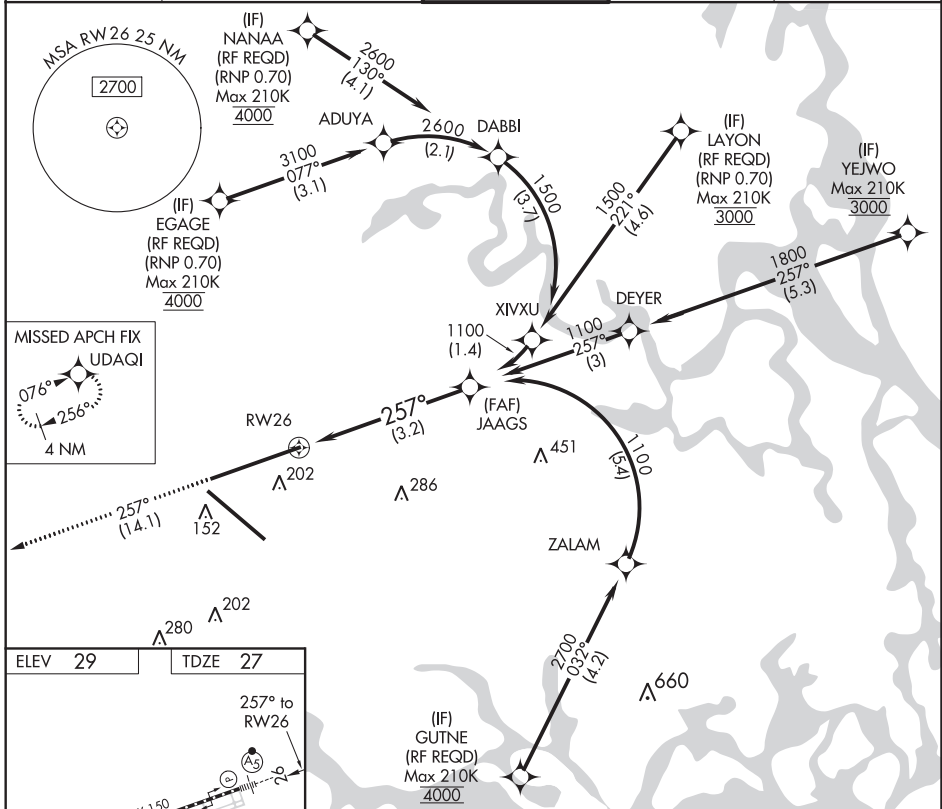 MSA RW26 25 NM
2700
(IF)
NANAA
(RF REQD)
(RNP 0.70)
Max 210K
4000
2600
130°
(4.1)
ADUYA
2600
(2.1)
DABBI
3100
077°
(3.1)
(IF)
EGAGE
(RF REQD)
(RNP 0.70)
Max 210K
4000
1500
(3.7)
1500
221°
(4.6)
(IF)
LAYON
(RF REQD)
(RNP 0.70)
Max 210K
3000
(IF)
YEJWO
Max 210K
3000
1800
257°
(5.3)
XIVXU
DEYER
1100
(1.4)
1100
257°
(3)
MISSED APCH FIX
UDAQI
076°
256°
4 NM
RW26
257°
(3.2)
(FAF)
JAAGS
1100
(5.4)
451
202
286
152
257°
(14.1)
ZALAM
202
280
2700
032°
(4.2)
660
(IF)
GUTNE
(RF REQD)
Max 210K
4000
ELEV 29
TDZE 27
257° to
RW26
A5
P
26